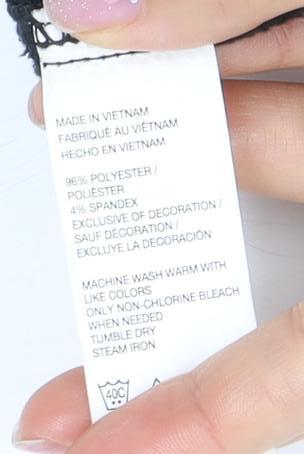 MADE IN VIETNAM
FABRIQUÉ AU VIÊTNAM
HECHO EN VIETNAM
96% POLYESTER /
POLIÉSTER
4% SPANDEX
EXCLUSIVE OF DECORATION /
SAUF DÉCORATION /
EXCLUYE LA DECORACIÓN
MACHINE WASH WARM WITH
LIKE COLORS
ONLY NON-CHLORINE BLEACH
WHEN NEEDED
TUMBLE DRY
STEAM IRON
40C